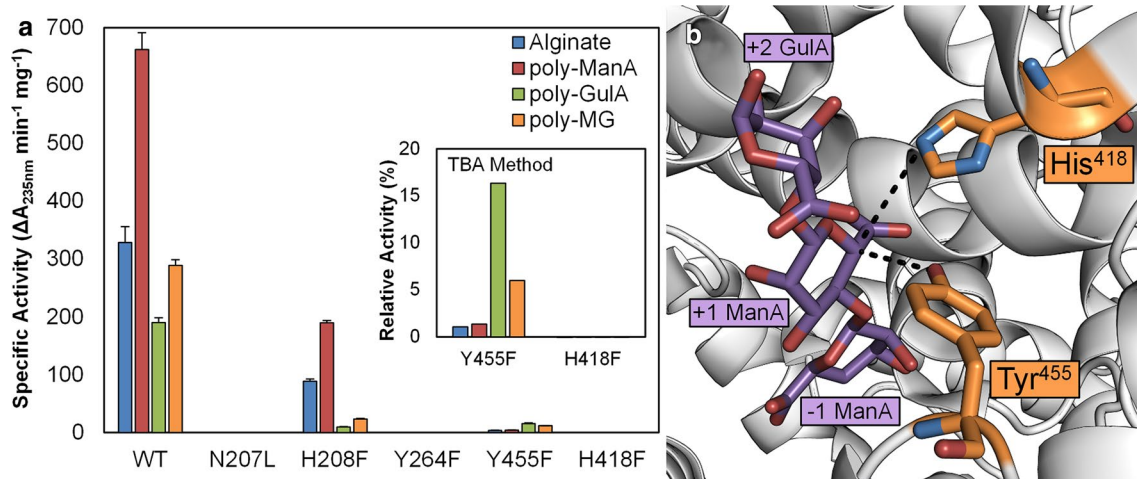 a
Specific Activity (ΔA235nm min-1 mg-1)
700
600
500
400
300
200
100
0
WT
N207L
H208F
Y264F
Y455F
H418F
Alginate
poly-ManA
poly-GulA
poly-MG
TBA Method
Relative Activity (%)
20
15
10
5
0
Y455F
H418F
b
+2 GulA
His418
+1 ManA
Tyr455
-1 ManA